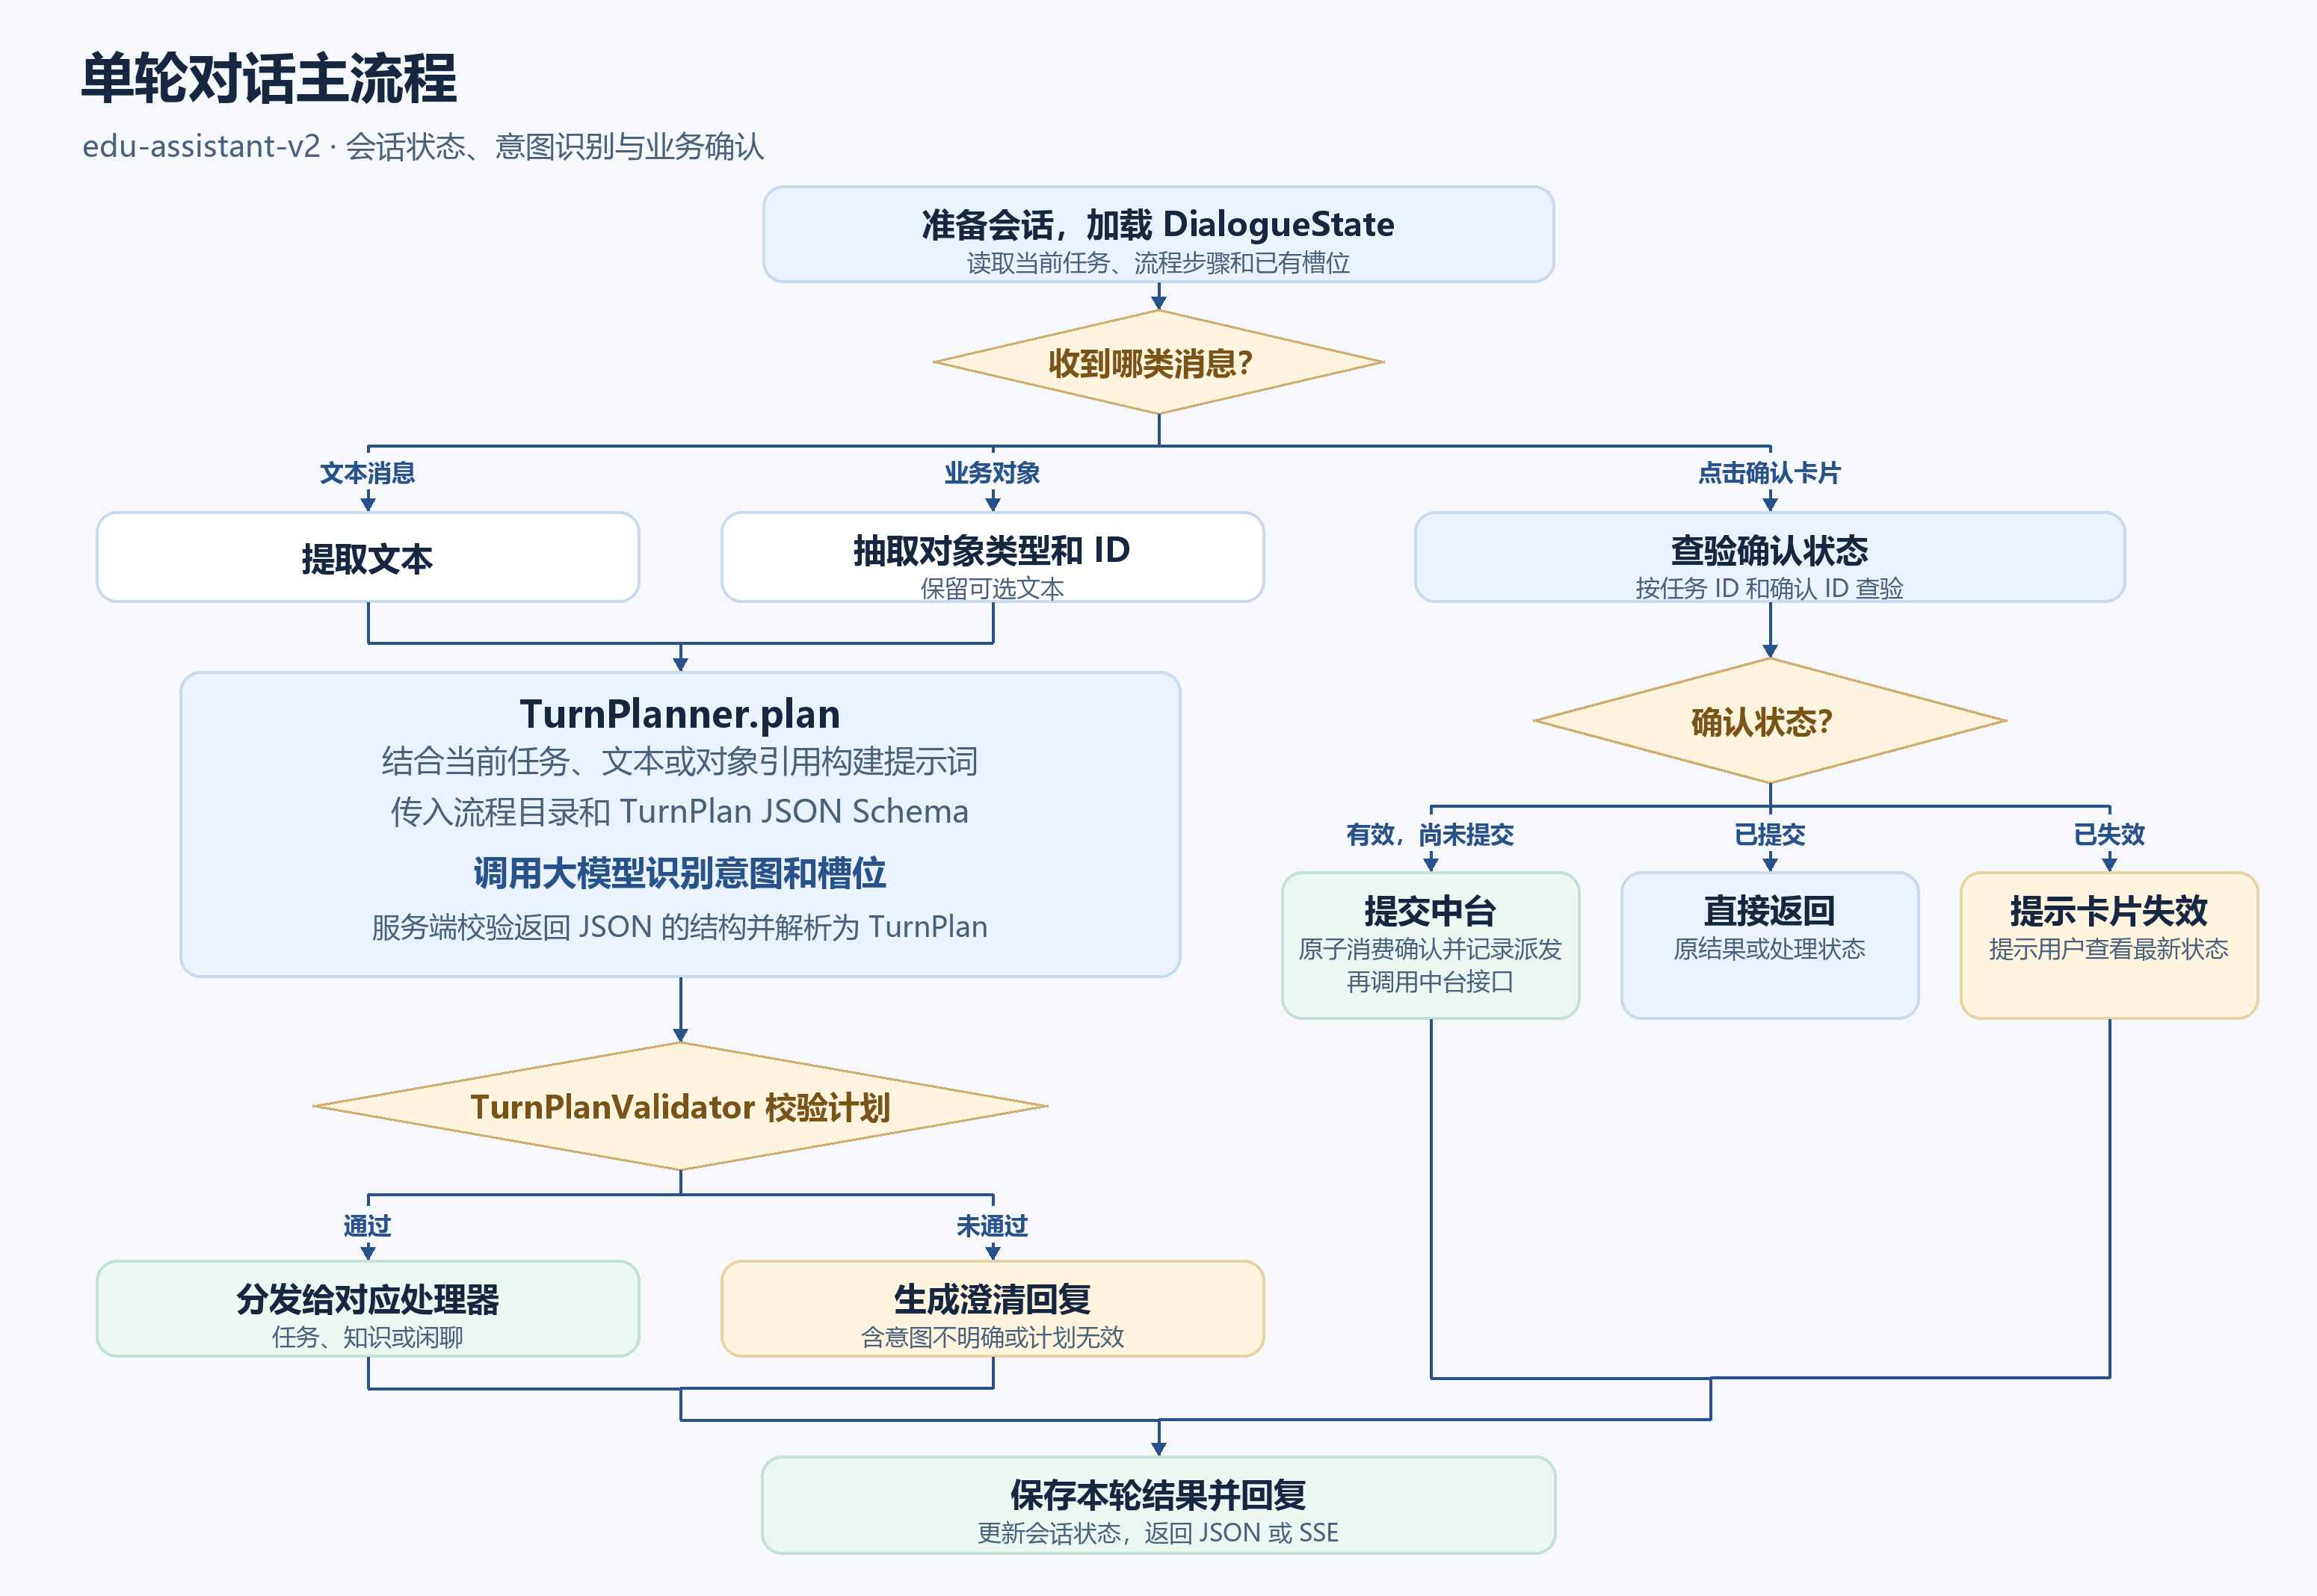 单轮对话主流程
edu-assistant-v2 · 会话状态、意图识别与业务确认
准备会话，加载 DialogueState
读取当前任务、流程步骤和已有槽位
收到哪类消息？
文本消息
业务对象
点击确认卡片
提取文本
抽取对象类型和 ID
保留可选文本
查验确认状态
按任务 ID 和确认 ID 查验
TurnPlanner.plan
结合当前任务、文本或对象引用构建提示词
传入流程目录和 TurnPlan JSON Schema
调用大模型识别意图和槽位
服务端校验返回 JSON 的结构并解析为 TurnPlan
确认状态？
有效，尚未提交
已提交
已失效
提交中台
原子消费确认并记录派发
再调用中台接口
直接返回
原结果或处理状态
提示卡片失效
提示用户查看最新状态
TurnPlanValidator 校验计划
通过
未通过
分发给对应处理器
任务、知识或闲聊
生成澄清回复
含意图不明确或计划无效
保存本轮结果并回复
更新会话状态，返回 JSON 或 SSE